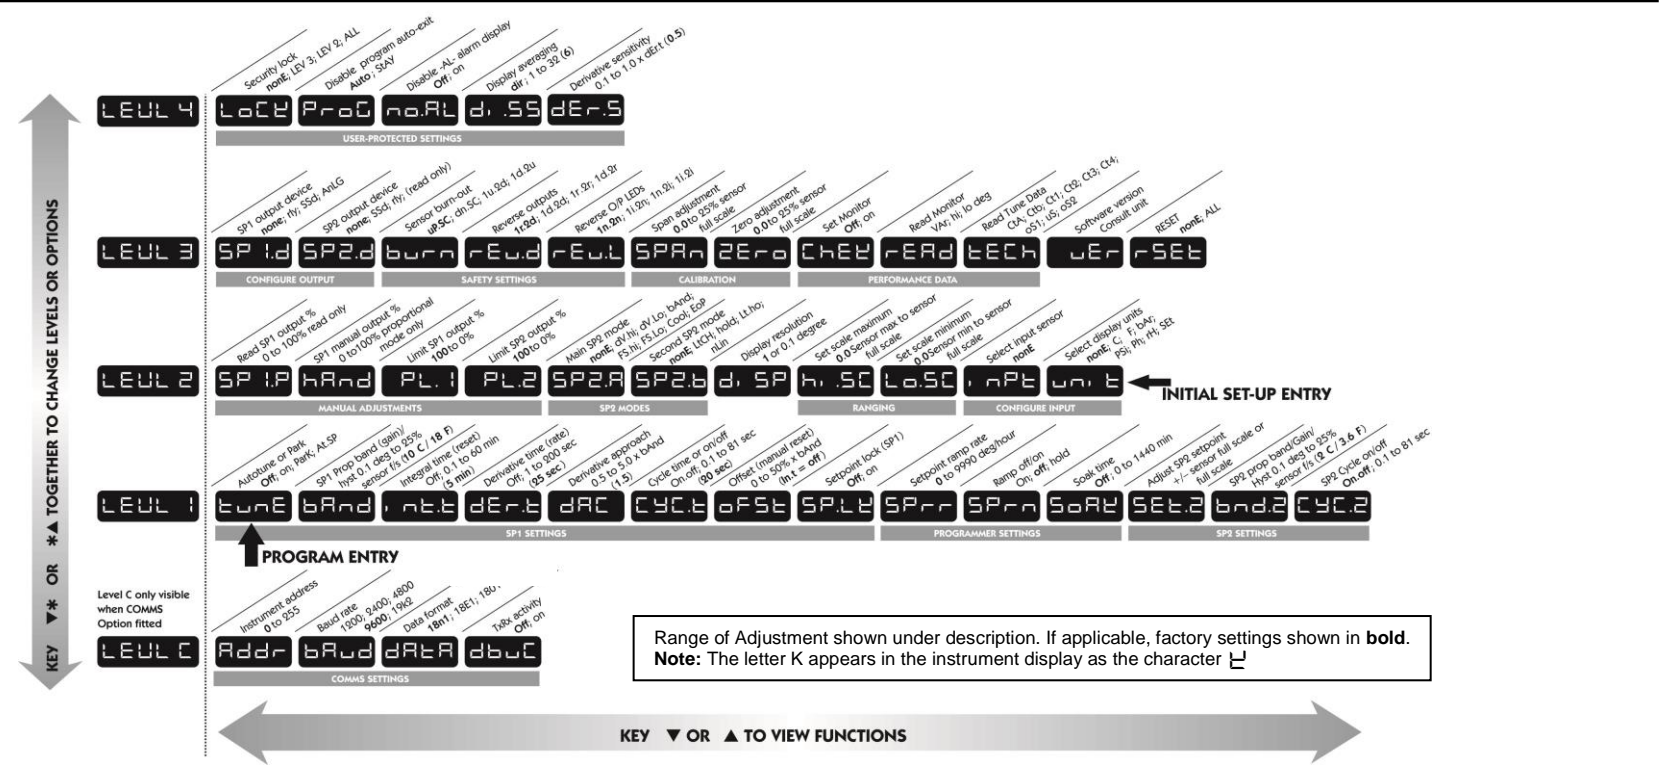 KEY ▼✱ OR ✱▲ TOGETHER TO CHANGE LEVELS OR OPTIONS
Security lock
nonE; LEV 3; LEV 2; ALL
Disable program auto-exit
Auto; StAY
Disable -AL- alarm display
Off; on
Display averaging
dir; 1 to 32 (6)
Derivative sensitivity
0.1 to 1.0 x dEr.t (0.5)
LEVL 4
LoCK
ProG
no.AL
di .SS
dEr.S
USER-PROTECTED SETTINGS
SP1 output device
none; rly; SSd; AnLG
SP2 output device
none; SSd; rly; (read only)
Sensor burn-out
uP.SC; dn.SC; 1u.2d; 1d.2u
Reverse outputs
1r.2d; 1d.2d; 1r.2r; 1d.2r
Reverse O/P LEDs
1n.2n; 1i.2n; 1n.2i; 1i.2i
Span adjustment
0.0 to 25% sensor
full scale
Zero adjustment
0.0 to 25% sensor
full scale
Set Monitor
Off; on
Read Monitor
VAr; hi; lo deg
Read Tune Data
CtA; Ctb; Ct1; Ct2; Ct3; Ct4;
oS1; uS; oS2
Software version
Consult unit
RESET
nonE; ALL
LEVL 3
SP1.d
SP2.d
burn
rEv.d
rEv.L
SPAn
ZEro
ChEK
rEAd
tECh
vEr
rSEt
CONFIGURE OUTPUT
SAFETY SETTINGS
CALIBRATION
PERFORMANCE DATA
Read SP1 output %
0 to 100% read only
SP1 manual output %
0 to100% proportional
mode only
Limit SP1 output %
100 to 0%
Limit SP2 output %
100 to 0%
Main SP2 mode
nonE; dV.hi; dV.Lo; bAnd;
FS.hi; FS.Lo; Cool; EoP
Second SP2 mode
nonE; LtCH; hold; Lt.ho;
nLin
Display resolution
1 or 0.1 degree
Set scale maximum
0.0 Sensor max to sensor
full scale
Set scale minimum
0.0 Sensor min to sensor
full scale
Select input sensor
nonE
Select display units
nonE; C; F; bAr;
PSi; Ph; rH; SEt
LEVL 2
SP1.P
hAnd
PL. 1
PL.2
SP2.A
SP2.b
di SP
hi .SC
Lo.SC
i nPt
uni t
INITIAL SET-UP ENTRY
MANUAL ADJUSTMENTS
SP2 MODES
RANGING
CONFIGURE INPUT
Autotune or Park
Off; on; ParK; At.SP
SP1 Prop band (gain)/
hyst 0.1 deg to 25%
sensor f/s (10 C / 18 F)
Integral time (reset)
Off; 0.1 to 60 min
(5 min)
Derivative time (rate)
Off; 1 to 200 sec
(25 sec)
Derivative approach
0.5 to 5.0 x bAnd
(1.5)
Cycle time or on/off
On.off; 0.1 to 81 sec
(20 sec)
Offset (manual reset)
0 to 50% x bAnd
(In.t = off)
Setpoint lock (SP1)
Off; on
Setpoint ramp rate
0 to 9990 deg/hour
Ramp off/on
On; off; hold
Soak time
Off; 0 to 1440 min
Adjust SP2 setpoint
+/- sensor full scale or
full scale
SP2 prop band/Gain/
Hyst 0.1 deg to 25%
sensor f/s (2 C / 3.6 F)
SP2 Cycle on/off
On.off; 0.1 to 81 sec
LEVL 1
tunE
bAnd
i nt.t
dEr.t
dAC
CYC.t
oFSt
SP.LK
SPrr
SPrn
SoAK
SEt.2
bnd.2
CYC.2
SP1 SETTINGS
PROGRAMMER SETTINGS
SP2 SETTINGS
PROGRAM ENTRY
Level C only visible
when COMMS
Option fitted
Instrument address
0 to 255
Baud rate
1200; 2400; 4800
9600; 19k2
Data format
18n1; 18E1; 18o1
TxRx activity
Off; on
LEVL C
Addr
bAud
dAtA
dbuC
COMMS SETTINGS
Range of Adjustment shown under description. If applicable, factory settings shown in bold.
Note: The letter K appears in the instrument display as the character
KEY ▼ OR ▲ TO VIEW FUNCTIONS